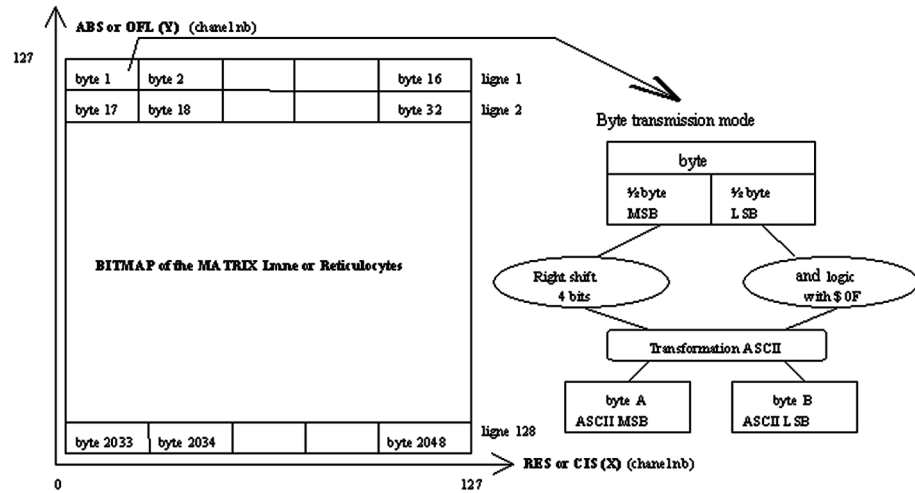 ABS or OFL (Y) (chanel nb)
127
byte 1 byte 2 byte 16 ligne 1
byte 17 byte 18 byte 32 ligne 2
BITMAP of the MATRIX Lmne or Reticulocytes
byte 2033 byte 2034 byte 2048 ligne 128
RES or CIS (X) (chanel nb)
0 127
Byte transmission mode
byte
½ byte ½ byte
MSB LSB
Right shift
4 bits
and logic
with $ 0F
Transformation ASCII
byte A
ASCII MSB
byte B
ASCII LSB